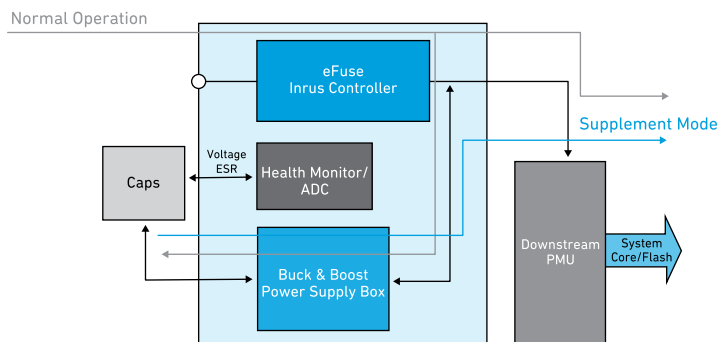 Normal Operation
eFuse
Inrus Controller
Supplement Mode
Voltage
ESR
Caps
Health Monitor/
ADC
Downstream
PMU
System
Core/Flash
Buck & Boost
Power Supply Box